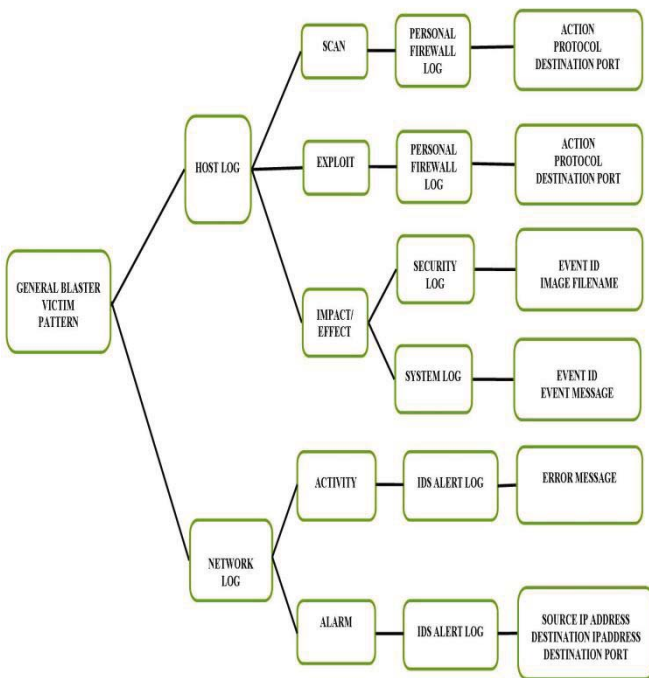 GENERAL BLASTER
VICTIM
PATTERN
HOST LOG
SCAN
PERSONAL
FIREWALL
LOG
ACTION
PROTOCOL
DESTINATION PORT
EXPLOIT
PERSONAL
FIREWALL
LOG
ACTION
PROTOCOL
DESTINATION PORT
IMPACT/
EFFECT
SECURITY
LOG
EVENT ID
IMAGE FILENAME
SYSTEM LOG
EVENT ID
EVENT MESSAGE
NETWORK
LOG
ACTIVITY
IDS ALERT LOG
ERROR MESSAGE
ALARM
IDS ALERT LOG
SOURCE IP ADDRESS
DESTINATION IPADDRESS
DESTINATION PORT